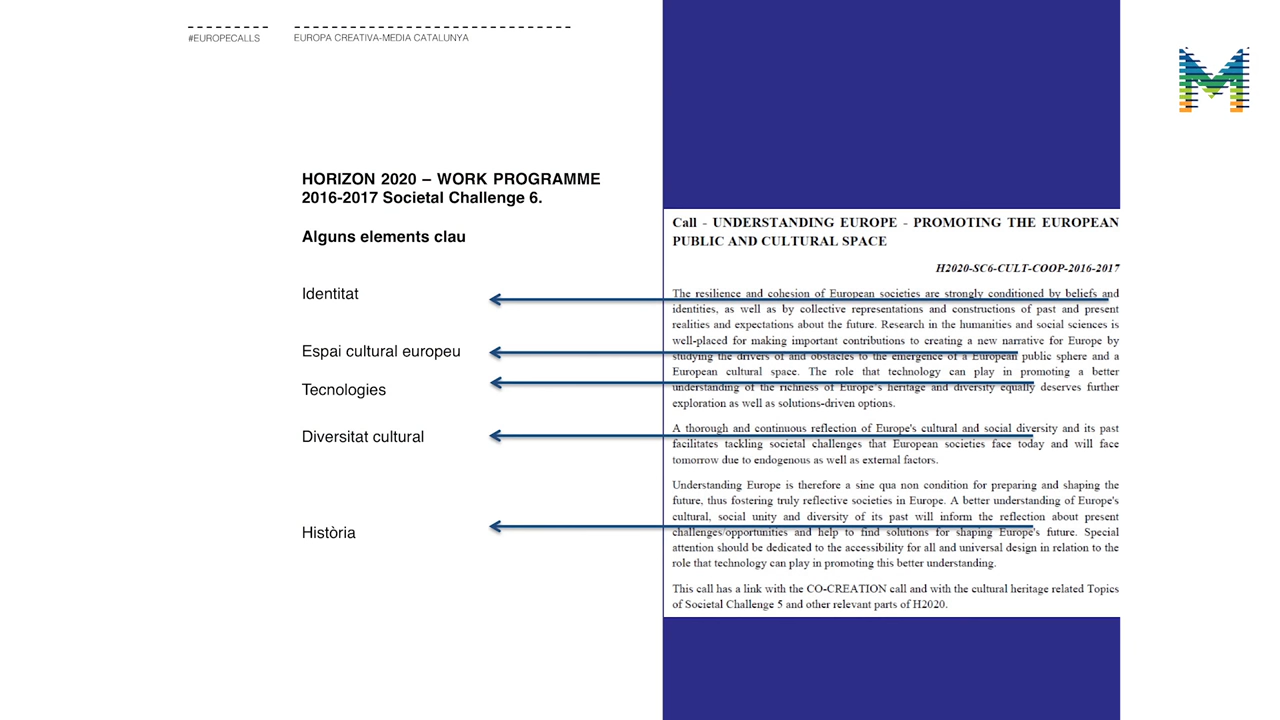 #EUROPECALLS
EUROPA CREATIVA-MEDIA CATALUNYA
HORIZON 2020 – WORK PROGRAMME
2016-2017 Societal Challenge 6.
Alguns elements clau
Identitat
Espai cultural europeu
Tecnologies
Diversitat cultural
Història
Call - UNDERSTANDING EUROPE - PROMOTING THE EUROPEAN
PUBLIC AND CULTURAL SPACE
H2020-SC6-CULT-COOP-2016-2017
The resilience and cohesion of European societies are strongly conditioned by beliefs and
identities, as well as by collective representations and constructions of past and present
realities and expectations about the future. Research in the humanities and social sciences is
well-placed for making important contributions to creating a new narrative for Europe by
studying the drivers of and obstacles to the emergence of a European public sphere and a
European cultural space. The role that technology can play in promoting a better
understanding of the richness of Europe's heritage and diversity equally deserves further
exploration as well as solutions-driven options.
A thorough and continuous reflection of Europe's cultural and social diversity and its past
facilitates tackling societal challenges that European societies face today and will face
tomorrow due to endogenous as well as external factors.
Understanding Europe is therefore a sine qua non condition for preparing and shaping the
future, thus fostering truly reflective societies in Europe. A better understanding of Europe's
cultural, social unity and diversity of its past will inform the reflection about present
challenges/opportunities and help to find solutions for shaping Europe's future. Special
attention should be dedicated to the accessibility for all and universal design in relation to the
role that technology can play in promoting this better understanding.
This call has a link with the CO-CREATION call and with the cultural heritage related Topics
of Societal Challenge 5 and other relevant parts of H2020.